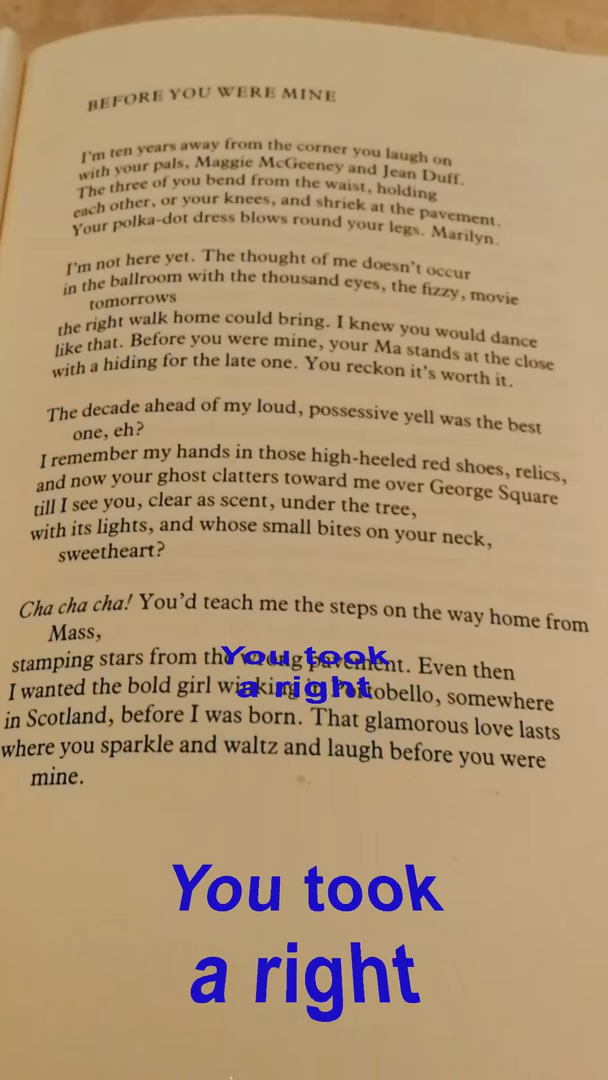 BEFORE YOU WERE MINE
I'm ten years away from the corner you laugh on
with your pals, Maggie McGeeney and Jean Duff.
The three of you bend from the waist, holding
each other, or your knees, and shriek at the pavement.
Your polka-dot dress blows round your legs. Marilyn.
I'm not here yet. The thought of me doesn't occur
in the ballroom with the thousand eyes, the fizzy, movie
tomorrows
the right walk home could bring. I knew you would dance
like that. Before you were mine, your Ma stands at the close
with a hiding for the late one. You reckon it's worth it.
The decade ahead of my loud, possessive yell was the best
one, eh?
I remember my hands in those high-heeled red shoes, relics,
and now your ghost clatters toward me over George Square
till I see you, clear as scent, under the tree,
with its lights, and whose small bites on your neck,
sweetheart?
Cha cha cha! You'd teach me the steps on the way home from
Mass,
stamping stars from the wrong pavement. Even then
I wanted the bold girl winking in Portobello, somewhere
in Scotland, before I was born. That glamorous love lasts
where you sparkle and waltz and laugh before you were
mine.
You took
a right
You took
a right